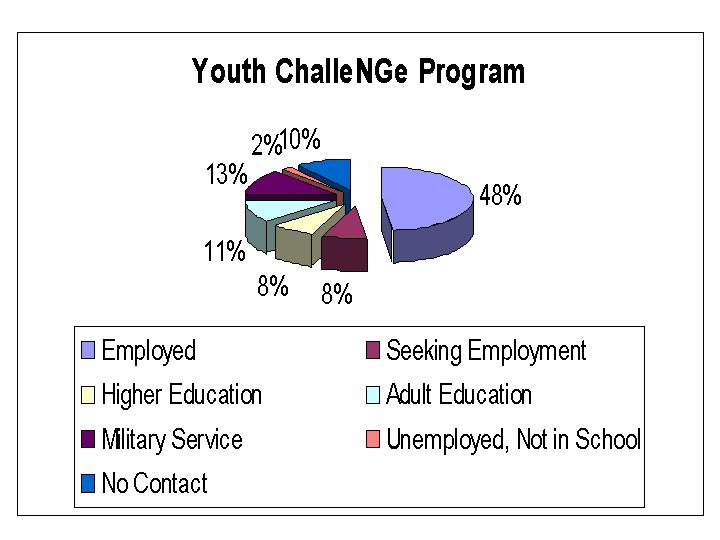 Youth ChalleNGe Program
2%10%
13%
48%
11%
8%
8%
Employed
Seeking Employment
Higher Education
Adult Education
Military Service
Unemployed, Not in School
No Contact